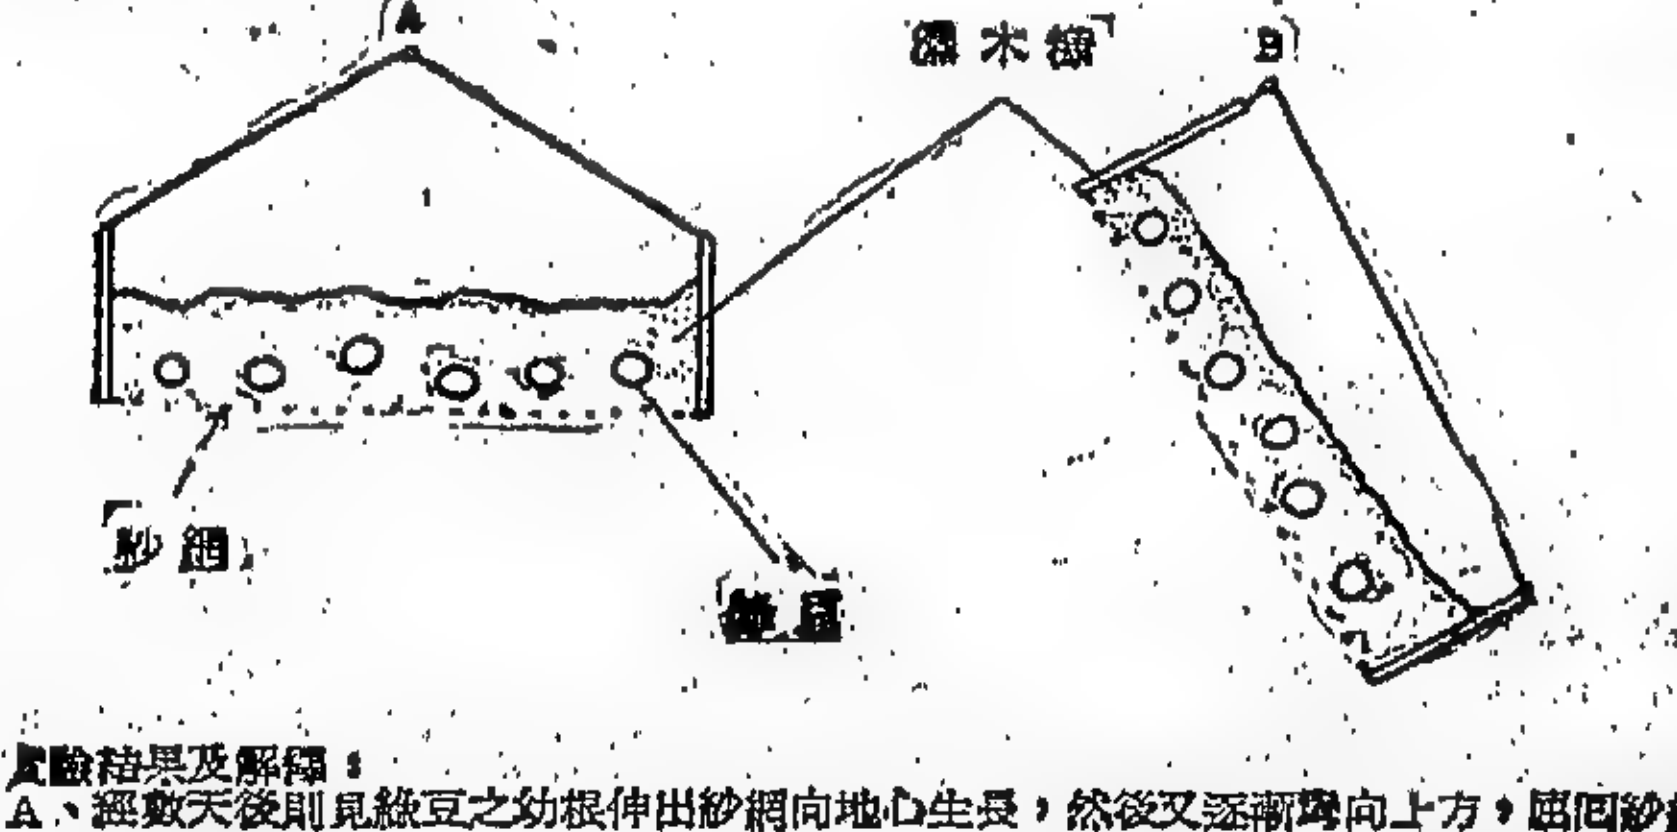 A
濕木糠
B
紗網
綠豆
實驗結果及解釋：
A、經數天後則見綠豆之幼根伸出紗網向地心生長，然後又逐漸彎向上方，屈回紗